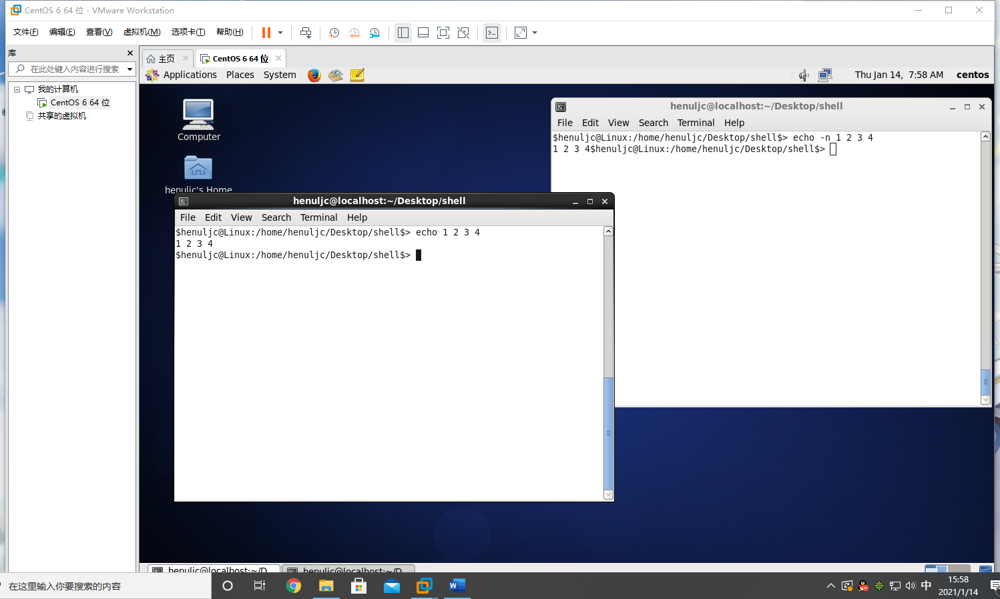 CentOS 6 64 位 - VMware Workstation
文件(F) 编辑(E) 查看(V) 虚拟机(M) 选项卡(T) 帮助(H)
库
在此处键入内容进行搜索
我的计算机
CentOS 6 64 位
共享的虚拟机
主页 CentOS 6 64 位
Applications Places System Thu Jan 14, 7:58 AM centos
Computer
henuljc's Home
henuljc@localhost:~/Desktop/shell
File Edit View Search Terminal Help
$henuljc@Linux:/home/henuljc/Desktop/shell$> echo -n 1 2 3 4
1 2 3 4$henuljc@Linux:/home/henuljc/Desktop/shell$>
henuljc@localhost:~/Desktop/shell
File Edit View Search Terminal Help
$henuljc@Linux:/home/henuljc/Desktop/shell$> echo 1 2 3 4
1 2 3 4
$henuljc@Linux:/home/henuljc/Desktop/shell$>
henuljc@localhost:~/D... henuljc@localhost:~/D...
在这里输入你要搜索的内容
中
15:58
2021/1/14